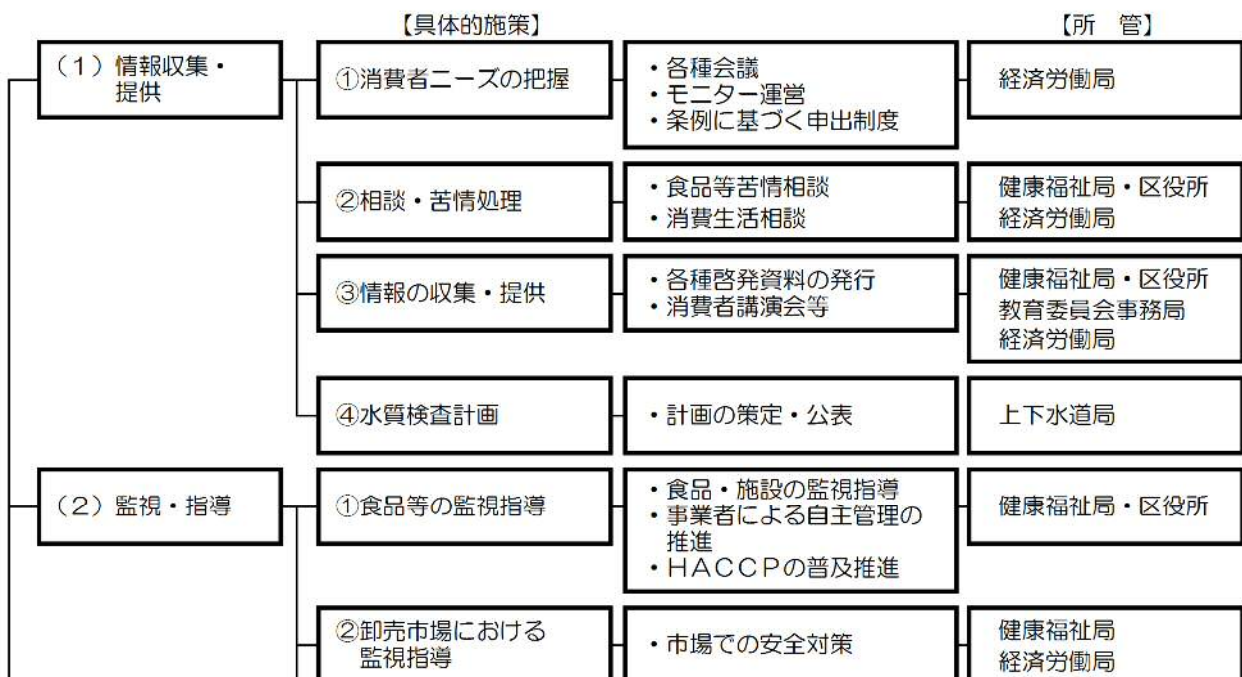 【具体的施策】
【所　管】
（１）情報収集・
提供
①消費者ニーズの把握
・各種会議
・モニター運営
・条例に基づく申出制度
経済労働局
②相談・苦情処理
・食品等苦情相談
・消費生活相談
健康福祉局・区役所
経済労働局
③情報の収集・提供
・各種啓発資料の発行
・消費者講演会等
健康福祉局・区役所
教育委員会事務局
経済労働局
④水質検査計画
・計画の策定・公表
上下水道局
（２）監視・指導
①食品等の監視指導
・食品・施設の監視指導
・事業者による自主管理の
推進
・ＨＡＣＣＰの普及推進
健康福祉局・区役所
②卸売市場における
監視指導
・市場での安全対策
健康福祉局
経済労働局